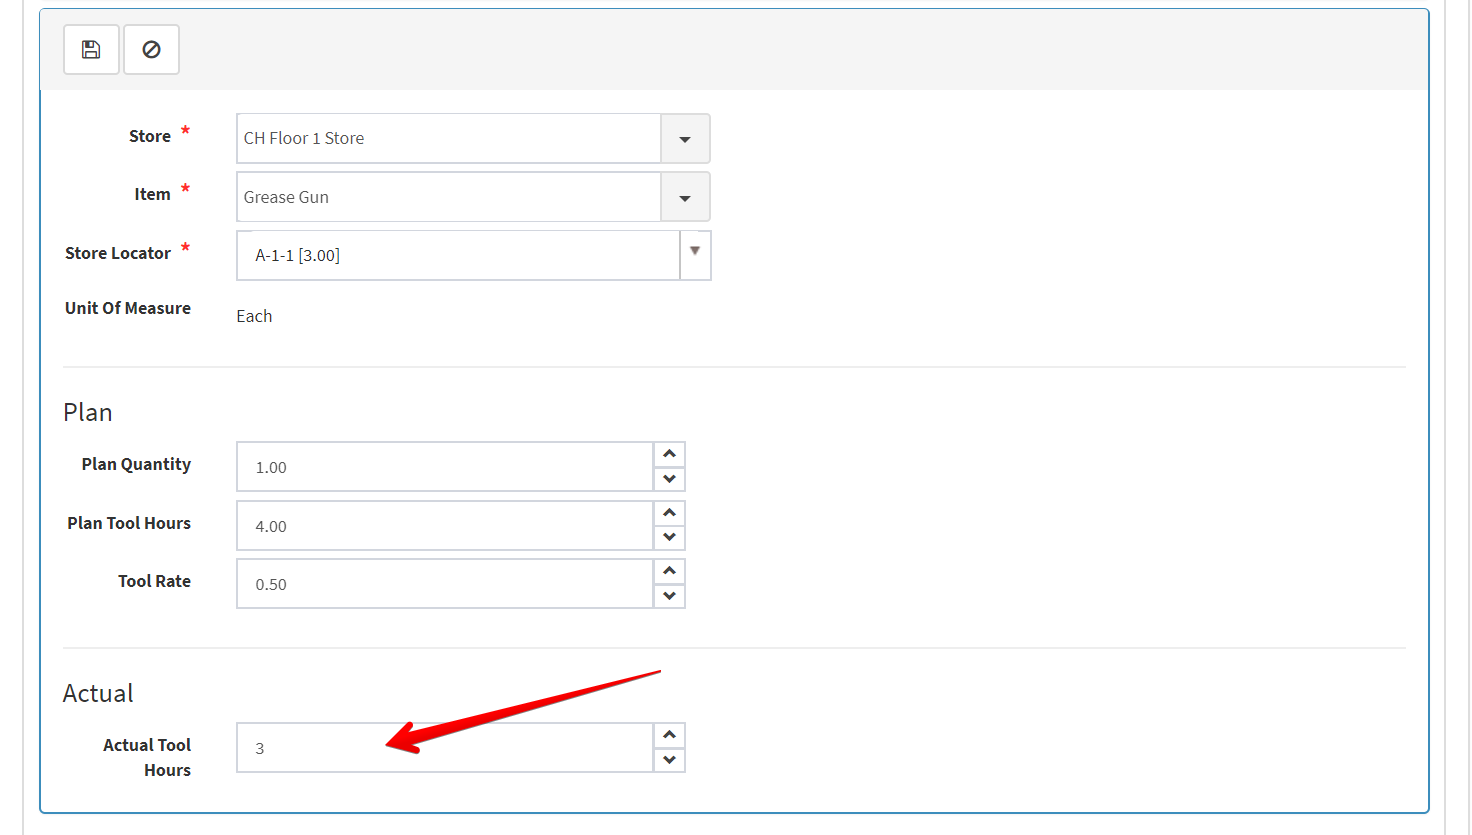 Store *
CH Floor 1 Store
Item *
Grease Gun
Store Locator *
A-1-1 [3.00]
Unit Of Measure
Each
Plan
Plan Quantity
1.00
Plan Tool Hours
4.00
Tool Rate
0.50
Actual
Actual Tool
Hours
3